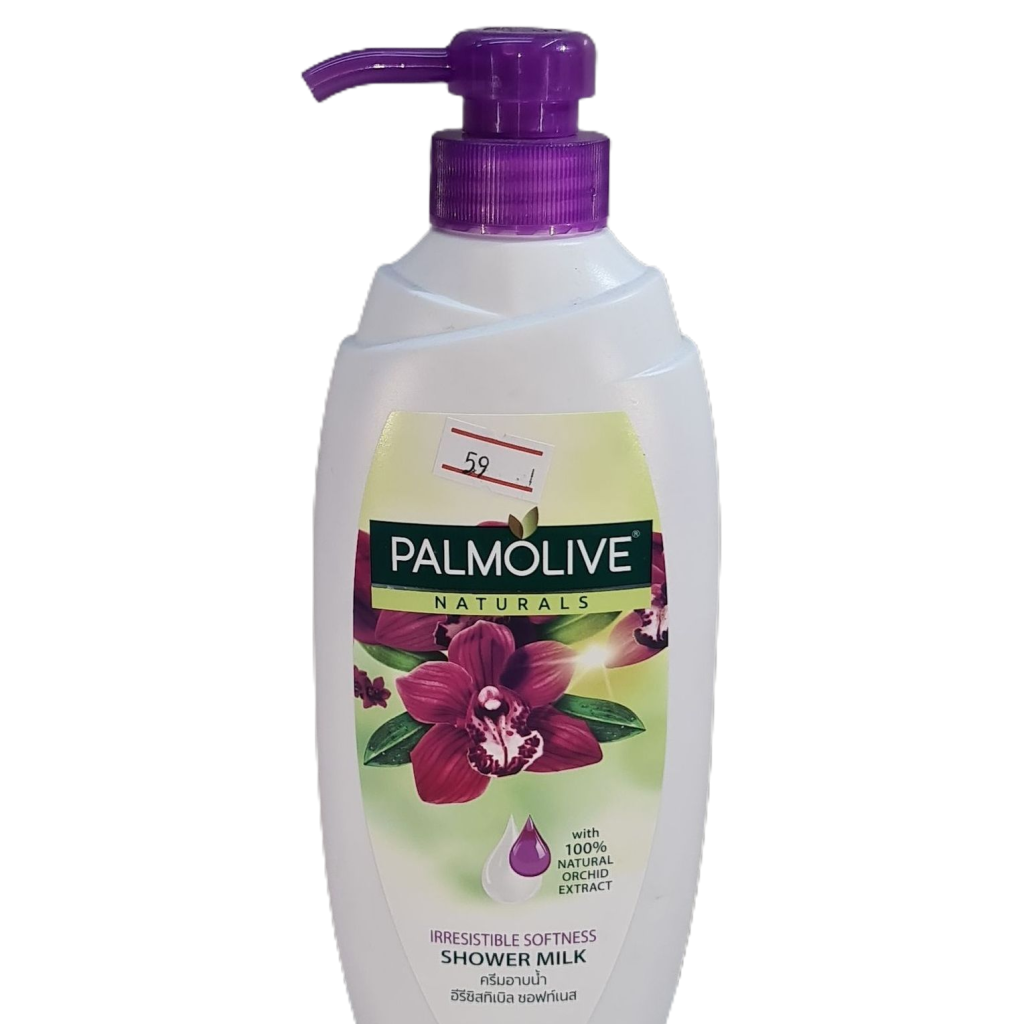 59
PALMOLIVE®
NATURALS
with
100%
NATURAL
ORCHID
EXTRACT
IRRESISTIBLE SOFTNESS
SHOWER MILK
ครีมอาบน้ำ
อีรีซิสทิเบิล ซอฟท์เนส